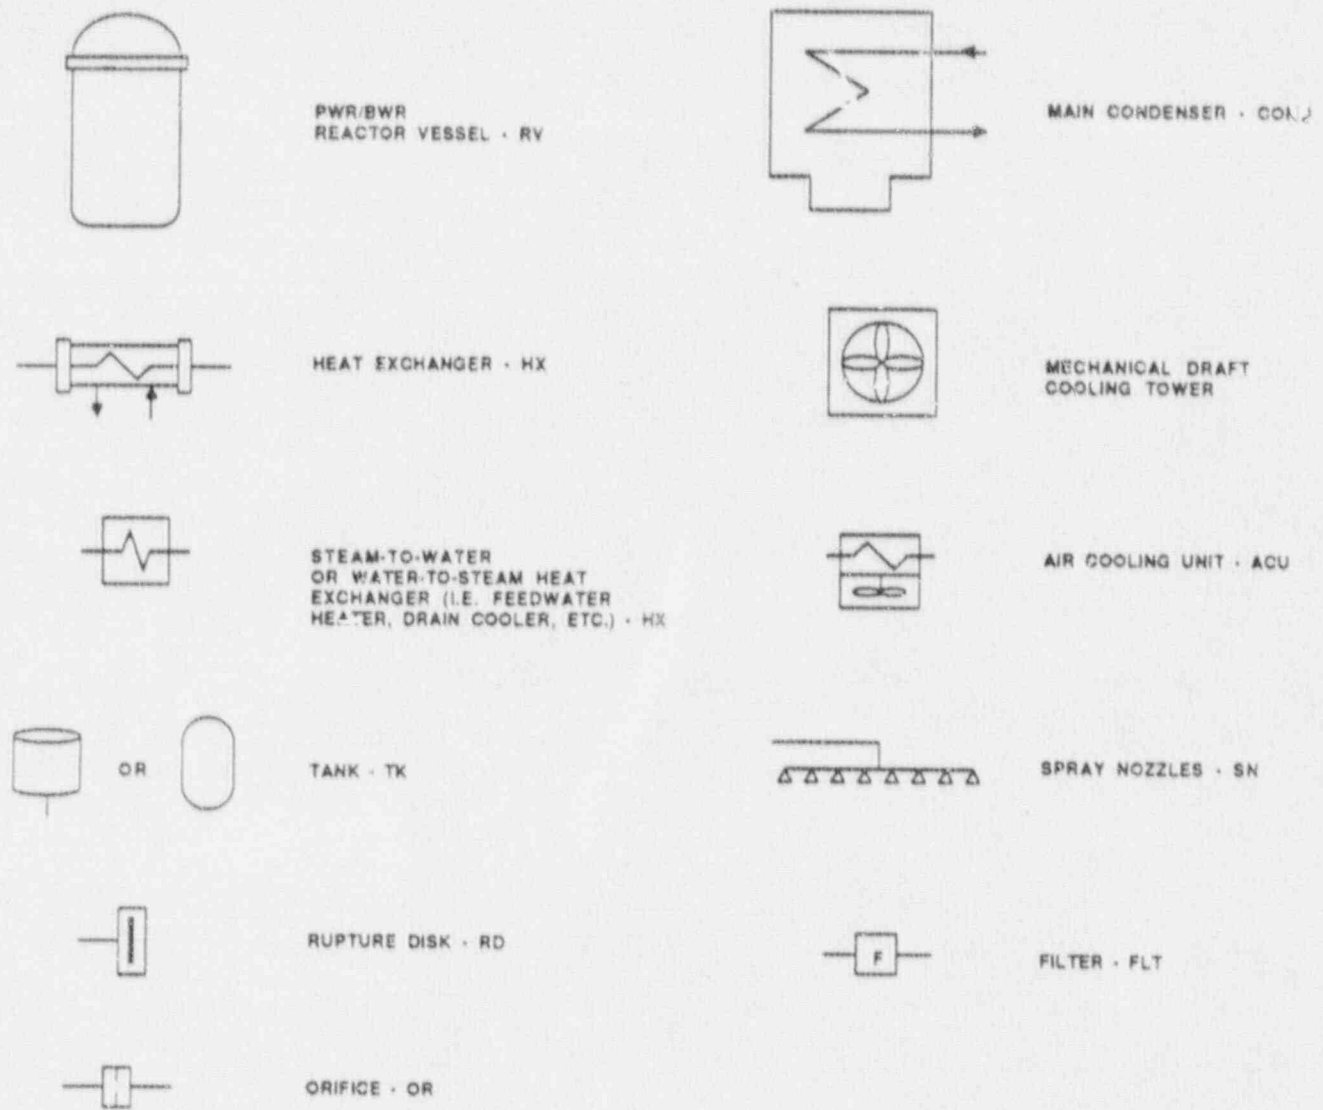 PWR/BWR
REACTOR VESSEL - RV
MAIN CONDENSER - COND
HEAT EXCHANGER - HX
MECHANICAL DRAFT
COOLING TOWER
STEAM-TO-WATER
OR WATER-TO-STEAM HEAT
EXCHANGER (I.E. FEEDWATER
HEATER, DRAIN COOLER, ETC.) - HX
AIR COOLING UNIT - ACU
OR
TANK - TK
SPRAY NOZZLES - SN
RUPTURE DISK - RD
F
FILTER - FLT
ORIFICE - OR